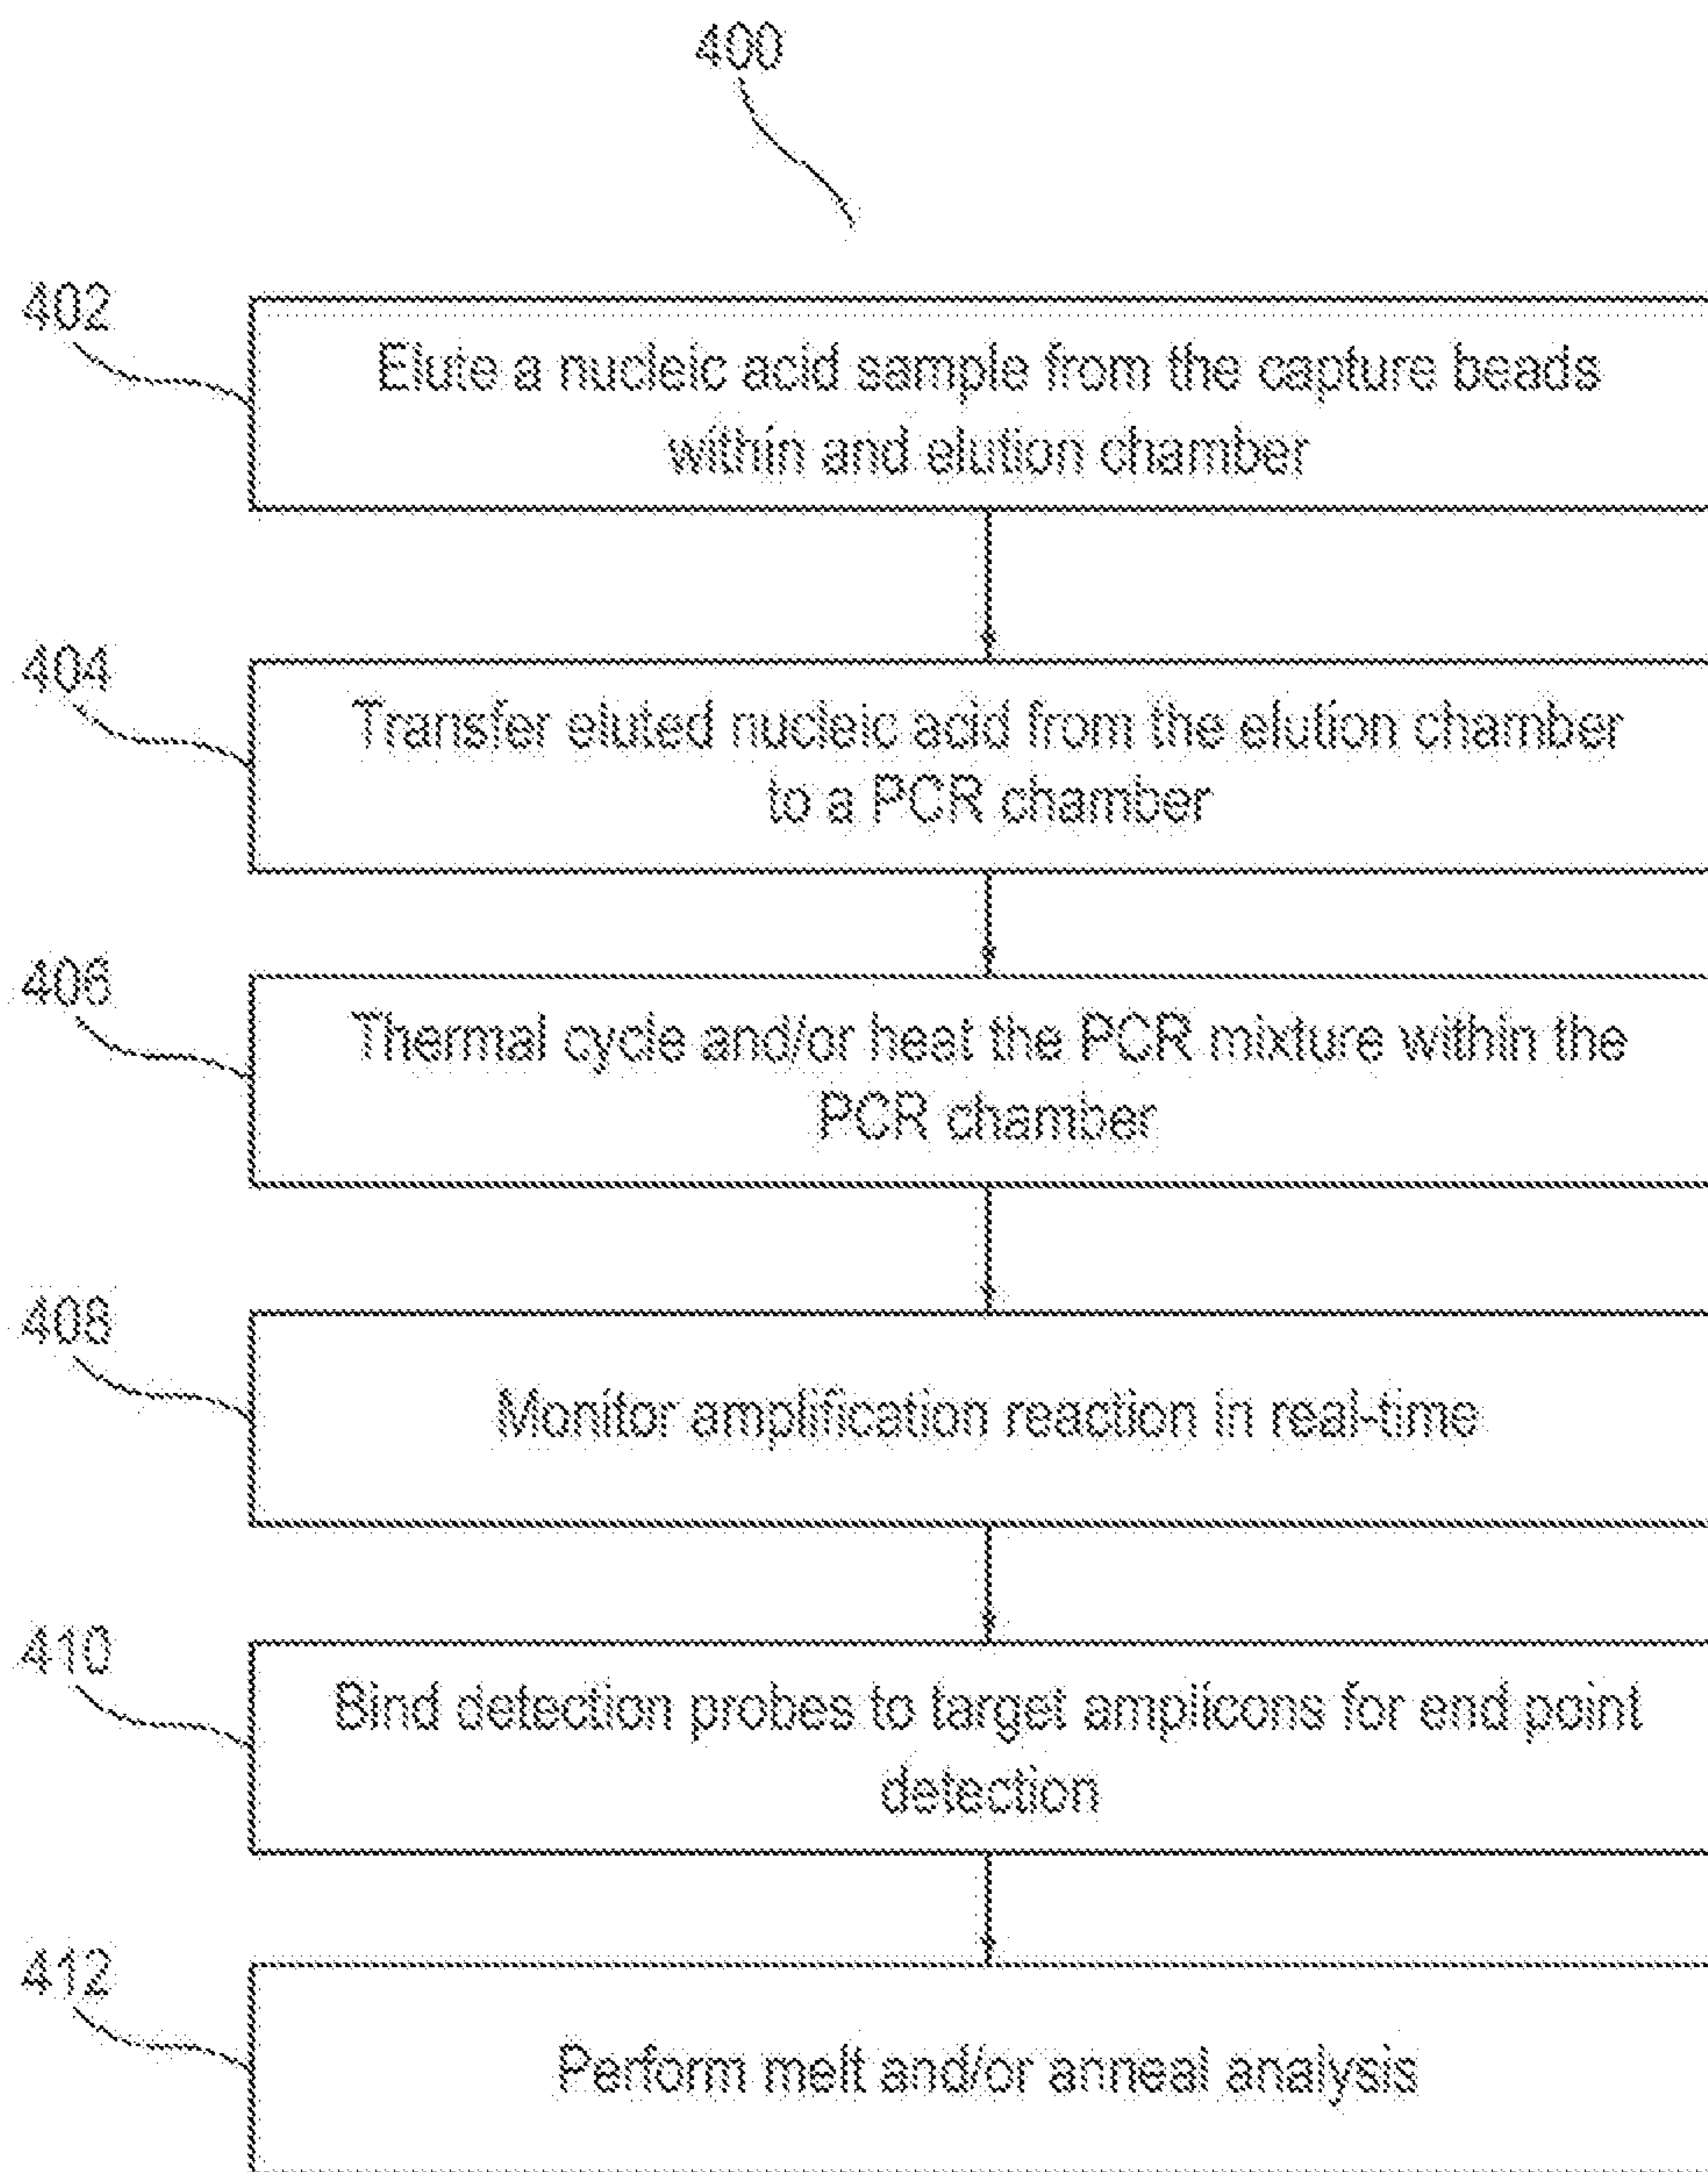 400
402
Elute a nucleic acid sample from the capture beads
within and elution chamber
404
Transfer eluted nucleic acid from the elution chamber
to a PCR chamber
406
Thermal cycle and/or heat the PCR mixture within the
PCR chamber
408
Monitor amplification reaction in real-time
410
Bind detection probes to target amplicons for end point
detection
412
Perform melt and/or anneal analysis